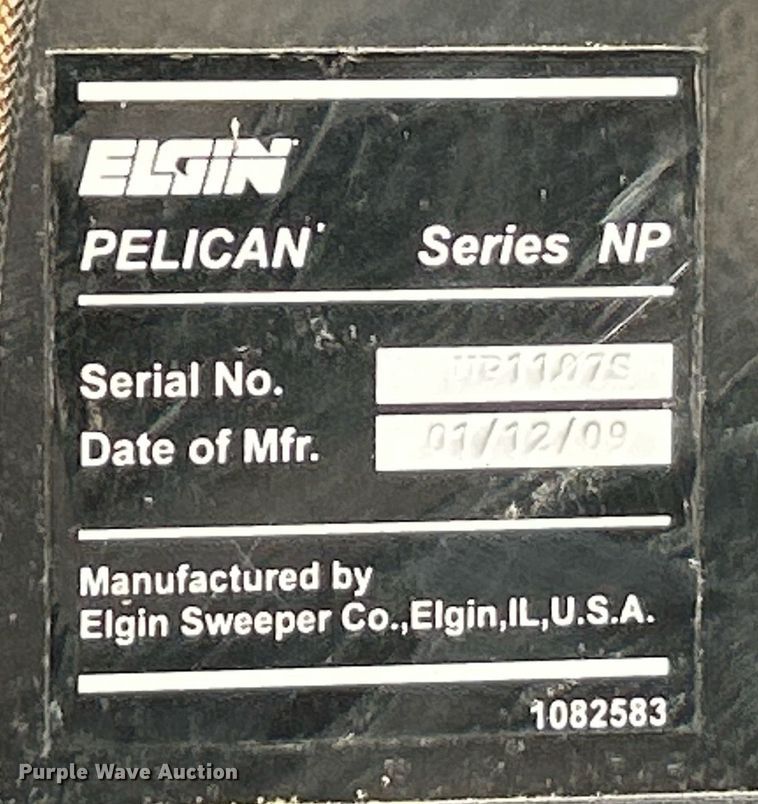 ELGIN
PELICAN Series NP
Serial No.
Date of Mfr. 01/12/09
Manufactured by
Elgin Sweeper Co.,Elgin,IL,U.S.A.
1082583
Purple Wave Auction